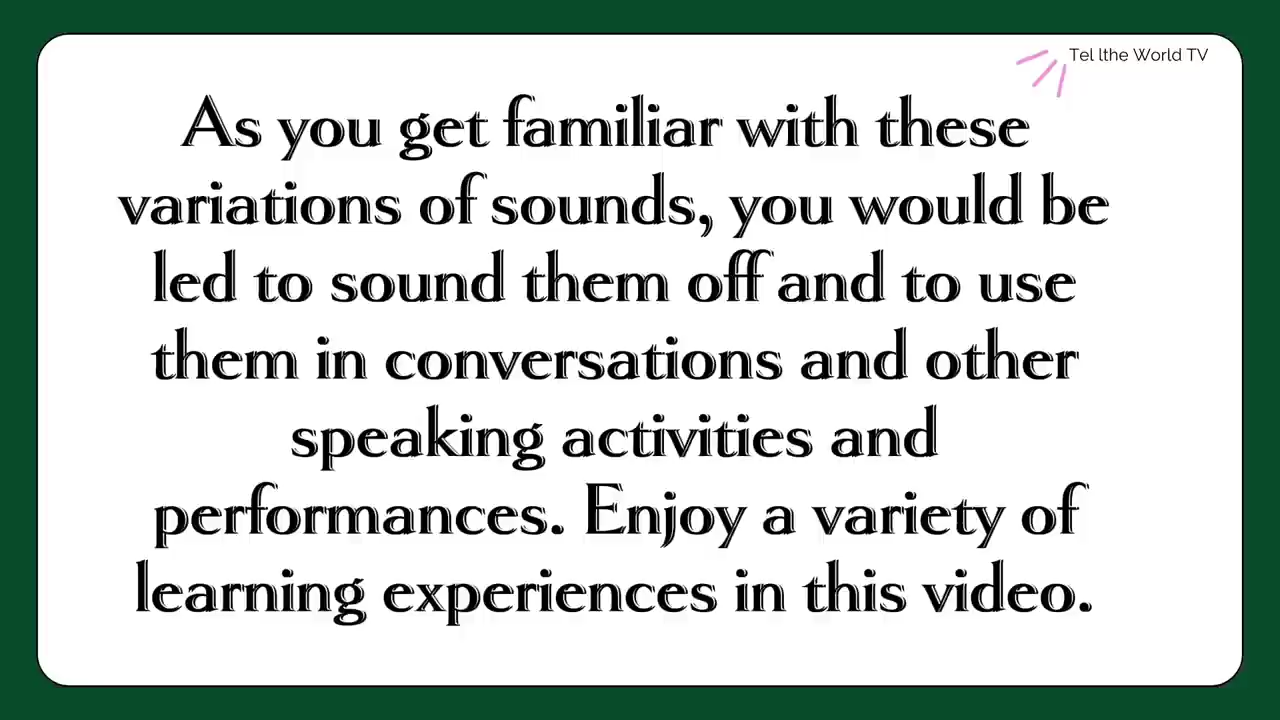 Tel lthe World TV
As you get familiar with these
variations of sounds, you would be
led to sound them off and to use
them in conversations and other
speaking activities and
performances. Enjoy a variety of
learning experiences in this video.